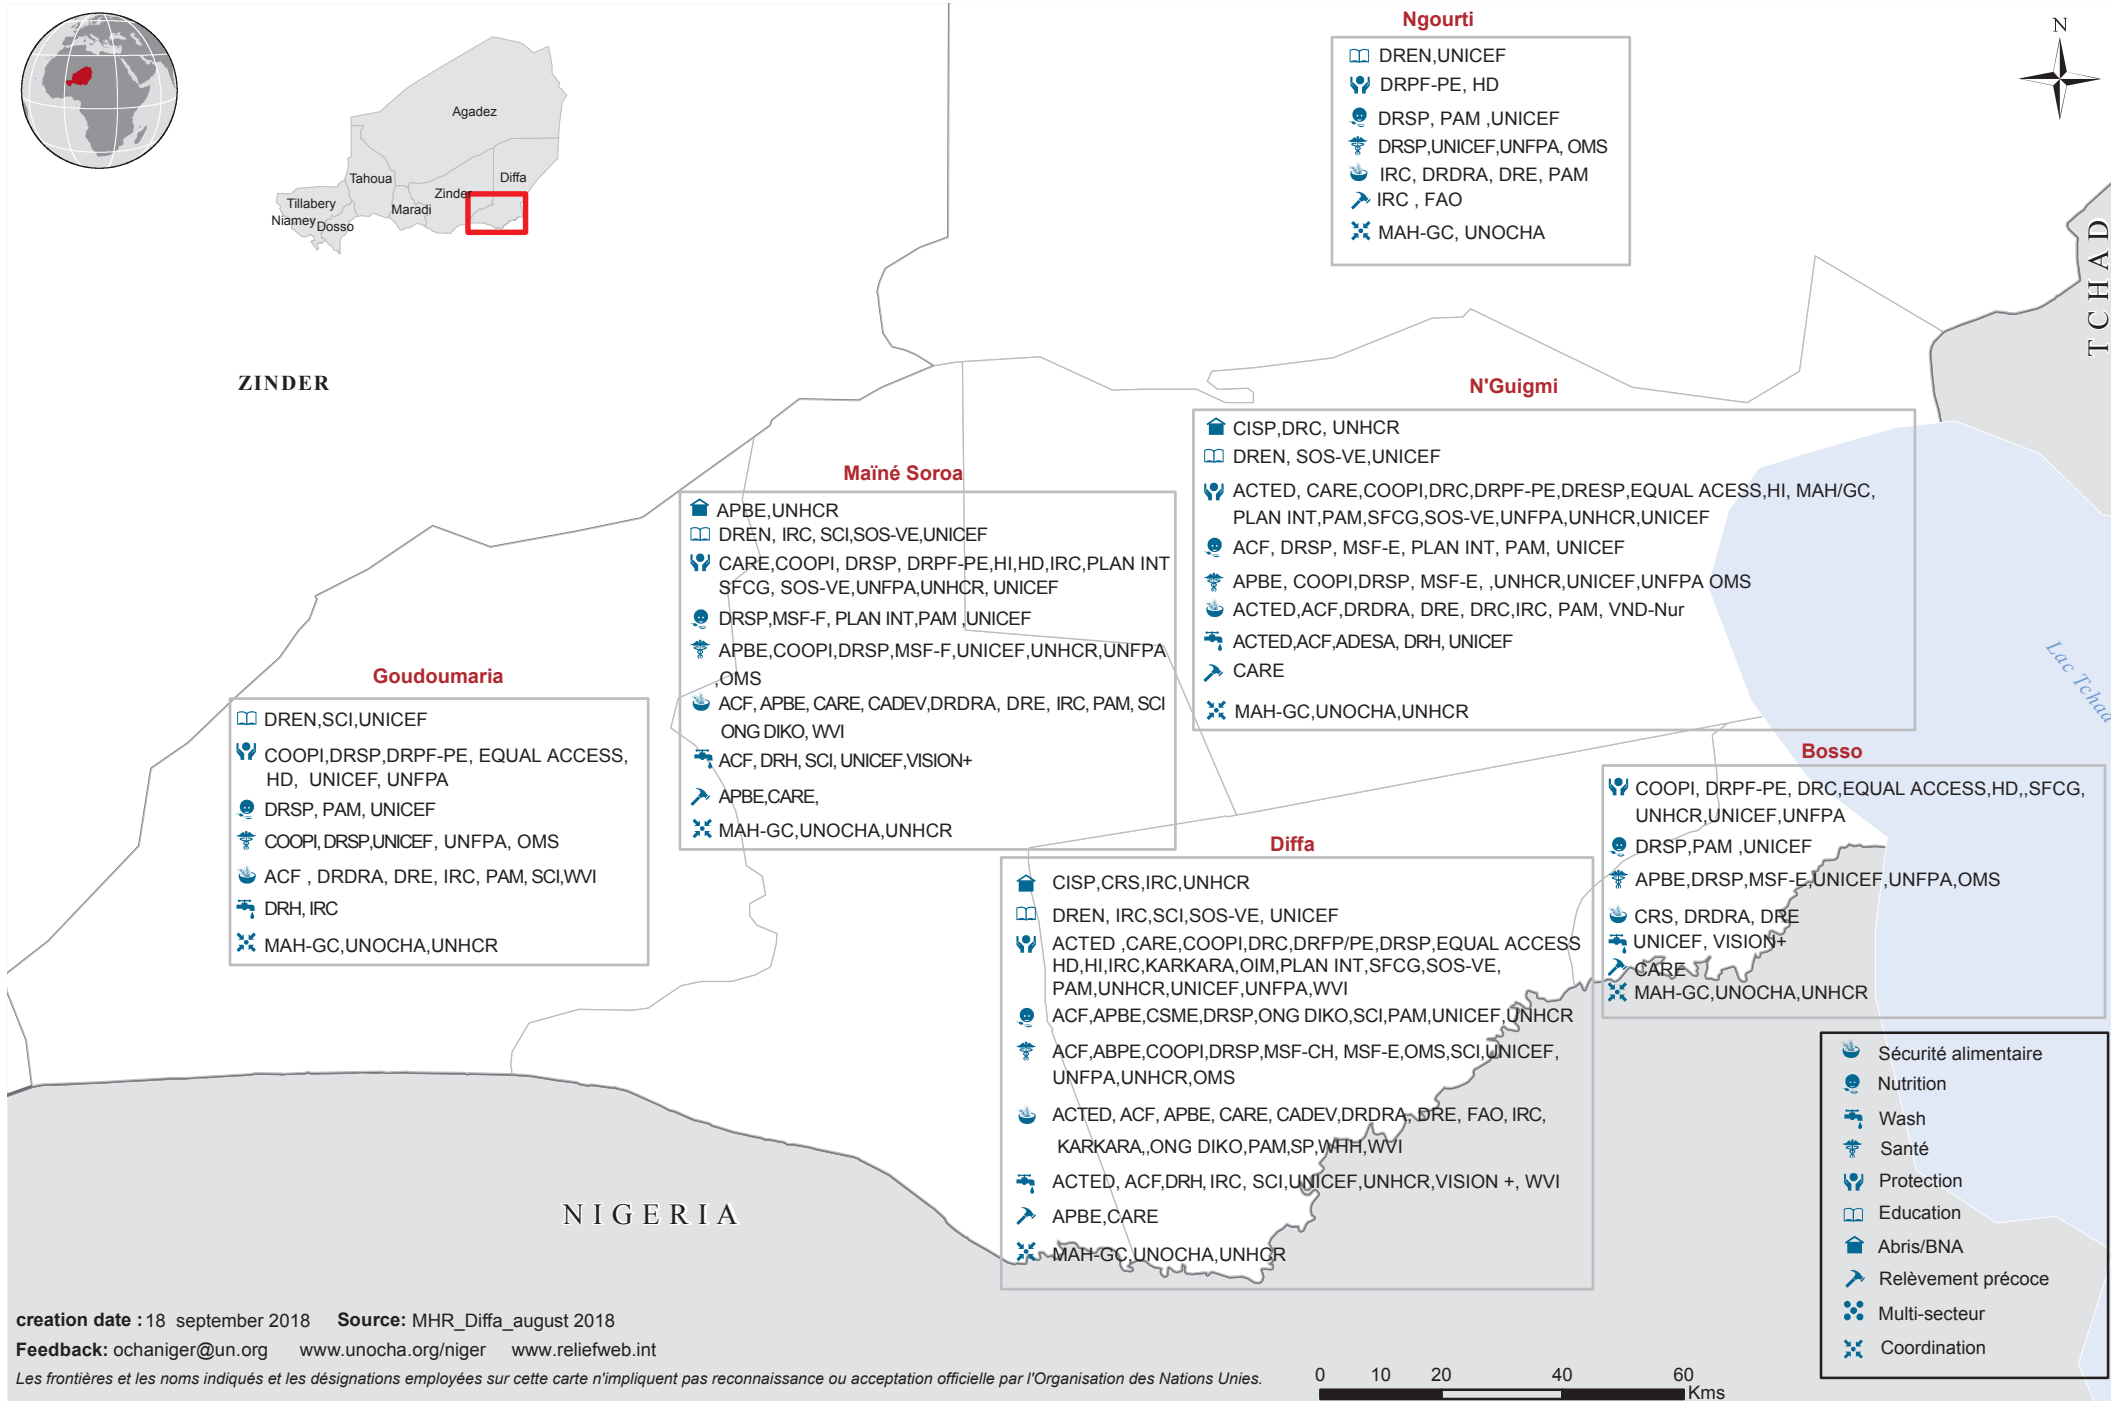 Agadez
Tahoua
Diffa
Zinder
Tillabery
Maradi
Niamey
Dosso
N
TCHAD
ZINDER
NIGERIA
Lac Tchad
Ngourti
DREN,UNICEF
DRPF-PE, HD
DRSP, PAM ,UNICEF
DRSP,UNICEF,UNFPA, OMS
IRC, DRDRA, DRE, PAM
IRC , FAO
MAH-GC, UNOCHA
N'Guigmi
CISP,DRC, UNHCR
DREN, SOS-VE,UNICEF
ACTED, CARE,COOPI,DRC,DRPF-PE,DRESP,EQUAL ACESS,HI, MAH/GC,
PLAN INT,PAM,SFCG,SOS-VE,UNFPA,UNHCR,UNICEF
ACF, DRSP, MSF-E, PLAN INT, PAM, UNICEF
APBE, COOPI,DRSP, MSF-E, ,UNHCR,UNICEF,UNFPA OMS
ACTED,ACF,DRDRA, DRE, DRC,IRC, PAM, VND-Nur
ACTED,ACF,ADESA, DRH, UNICEF
CARE
MAH-GC,UNOCHA,UNHCR
Maïné Soroa
APBE,UNHCR
DREN, IRC, SCI,SOS-VE,UNICEF
CARE,COOPI, DRSP, DRPF-PE,HI,HD,IRC,PLAN INT
SFCG, SOS-VE,UNFPA,UNHCR, UNICEF
DRSP,MSF-F, PLAN INT,PAM ,UNICEF
APBE,COOPI,DRSP,MSF-F,UNICEF,UNHCR,UNFPA
,OMS
ACF, APBE, CARE, CADEV,DRDRA, DRE, IRC, PAM, SCI
ONG DIKO, WVI
ACF, DRH, SCI, UNICEF,VISION+
APBE,CARE,
MAH-GC,UNOCHA,UNHCR
Goudoumaria
DREN,SCI,UNICEF
COOPI,DRSP,DRPF-PE, EQUAL ACCESS,
HD, UNICEF, UNFPA
DRSP, PAM, UNICEF
COOPI,DRSP,UNICEF, UNFPA, OMS
ACF , DRDRA, DRE, IRC, PAM, SCI,WVI
DRH, IRC
MAH-GC,UNOCHA,UNHCR
Bosso
COOPI, DRPF-PE, DRC,EQUAL ACCESS,HD,,SFCG,
UNHCR,UNICEF,UNFPA
DRSP,PAM ,UNICEF
APBE,DRSP,MSF-E,UNICEF,UNFPA,OMS
CRS, DRDRA, DRE
UNICEF, VISION+
CARE
MAH-GC,UNOCHA,UNHCR
Diffa
CISP,CRS,IRC,UNHCR
DREN, IRC,SCI,SOS-VE, UNICEF
ACTED ,CARE,COOPI,DRC,DRFP/PE,DRSP,EQUAL ACCESS
HD,HI,IRC,KARKARA,OIM,PLAN INT,SFCG,SOS-VE,
PAM,UNHCR,UNICEF,UNFPA,WVI
ACF,APBE,CSME,DRSP,ONG DIKO,SCI,PAM,UNICEF,UNHCR
ACF,ABPE,COOPI,DRSP,MSF-CH, MSF-E,OMS,SCI,UNICEF,
UNFPA,UNHCR,OMS
ACTED, ACF, APBE, CARE, CADEV,DRDRA, DRE, FAO, IRC,
KARKARA,,ONG DIKO,PAM,SP,WHH,WVI
ACTED, ACF,DRH, IRC, SCI,UNICEF,UNHCR,VISION +, WVI
APBE,CARE
MAH-GC,UNOCHA,UNHCR
Sécurité alimentaire
Nutrition
Wash
Santé
Protection
Education
Abris/BNA
Relèvement précoce
Multi-secteur
Coordination
creation date : 18 september 2018 Source: MHR_Diffa_august 2018
Feedback: ochaniger@un.org www.unocha.org/niger www.reliefweb.int
Les frontières et les noms indiqués et les désignations employées sur cette carte n'impliquent pas reconnaissance ou acceptation officielle par l'Organisation des Nations Unies.
0 10 20 40 60
Kms